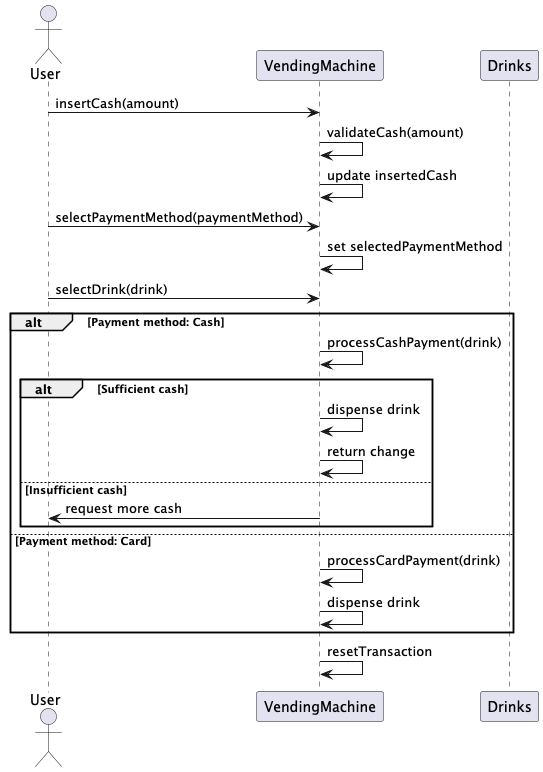 User
VendingMachine
Drinks
insertCash(amount)
validateCash(amount)
update insertedCash
selectPaymentMethod(paymentMethod)
set selectedPaymentMethod
selectDrink(drink)
alt [Payment method: Cash]
processCashPayment(drink)
alt [Sufficient cash]
dispense drink
return change
[Insufficient cash]
request more cash
[Payment method: Card]
processCardPayment(drink)
dispense drink
resetTransaction
User
VendingMachine
Drinks